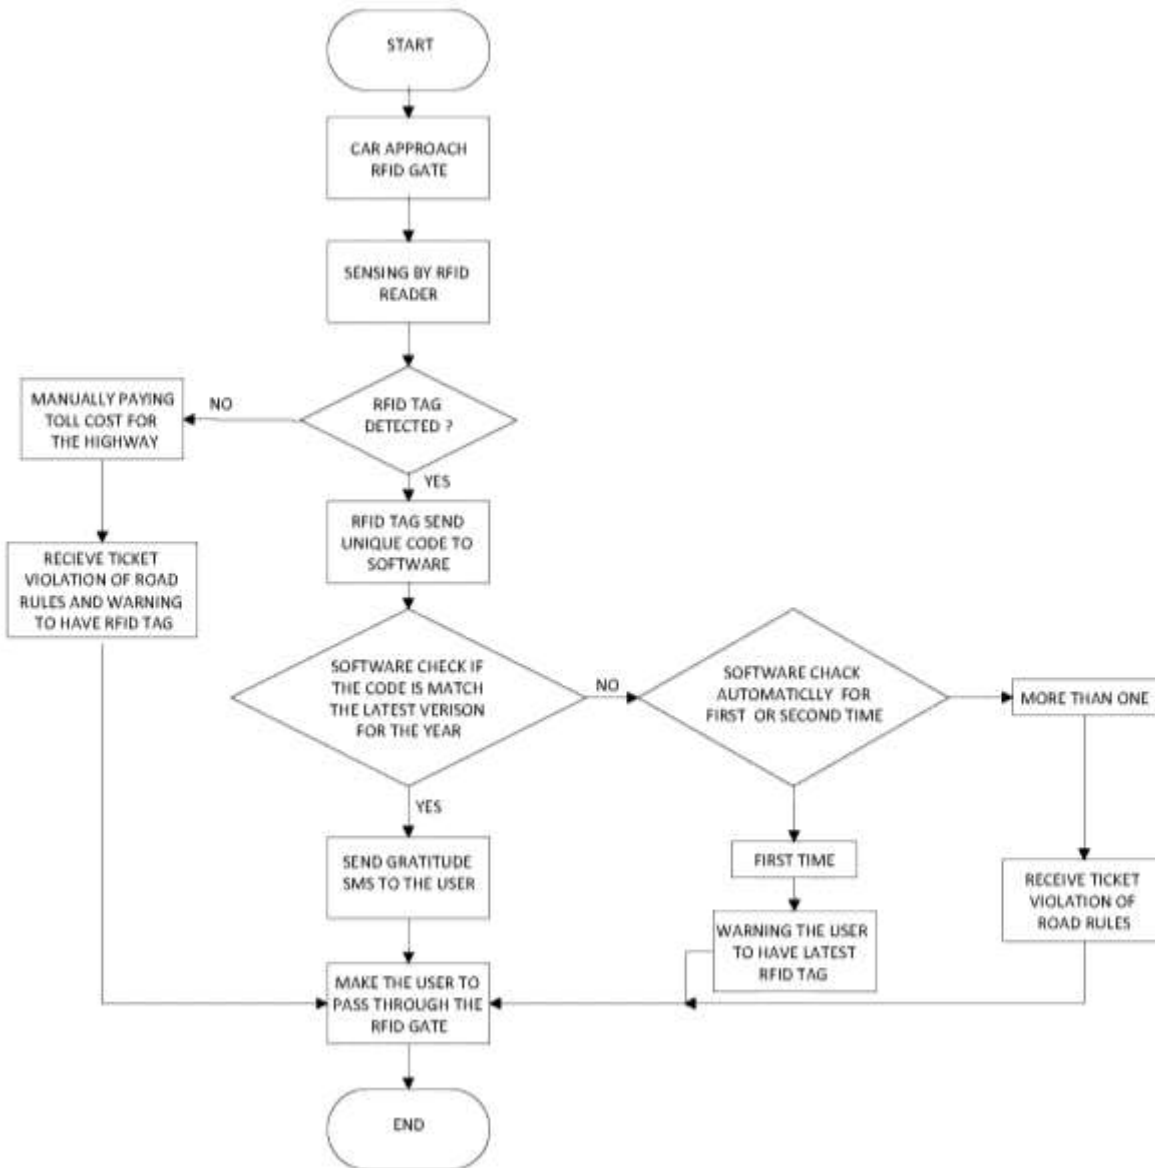 START
CAR APPROACH
RFID GATE
SENSING BY RFID
READER
RFID TAG
DETECTED ?
NO
MANUALLY PAYING
TOLL COST FOR
THE HIGHWAY
YES
RFID TAG SEND
UNIQUE CODE TO
SOFTWARE
RECIEVE TICKET
VIOLATION OF ROAD
RULES AND WARNING
TO HAVE RFID TAG
SOFTWARE CHECK IF
THE CODE IS MATCH
THE LATEST VERISON
FOR THE YEAR
NO
SOFTWARE CHACK
AUTOMATICLLY FOR
FIRST OR SECOND TIME
MORE THAN ONE
YES
SEND GRATITUDE
SMS TO THE USER
FIRST TIME
WARNING THE USER
TO HAVE LATEST
RFID TAG
RECEIVE TICKET
VIOLATION OF
ROAD RULES
MAKE THE USER TO
PASS THROUGH THE
RFID GATE
END